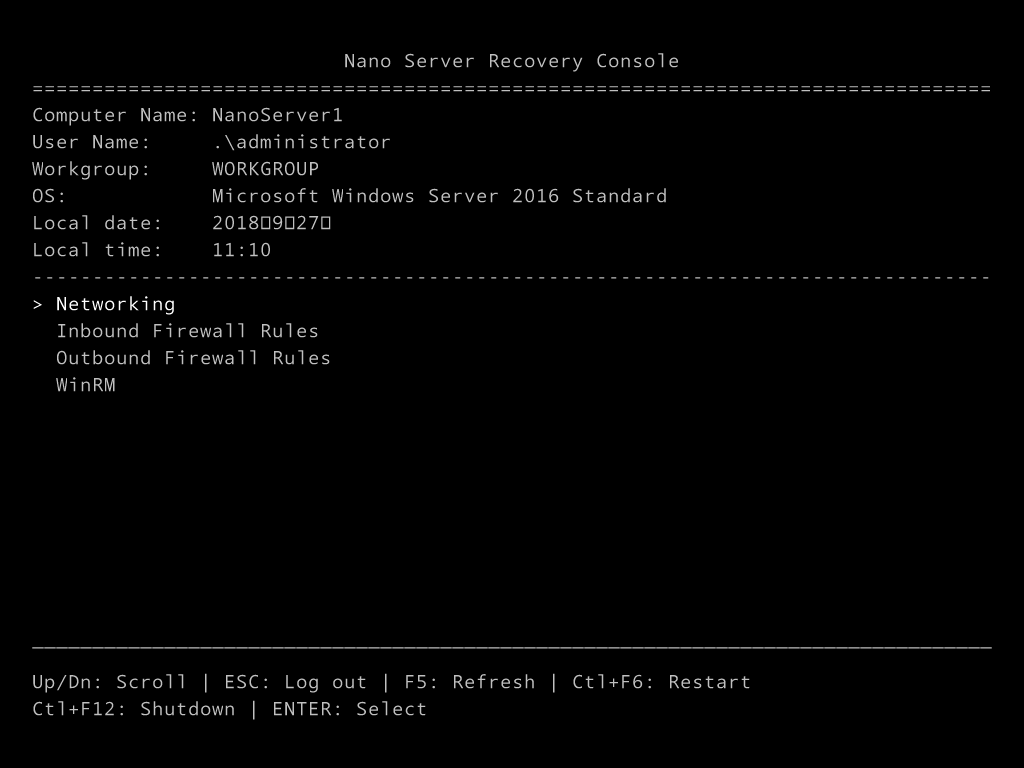 Nano Server Recovery Console
================================================================================
Computer Name: NanoServer1
User Name: .\administrator
Workgroup: WORKGROUP
OS: Microsoft Windows Server 2016 Standard
Local date: 2018□9□27□
Local time: 11:10
--------------------------------------------------------------------------------
> Networking
Inbound Firewall Rules
Outbound Firewall Rules
WinRM
Up/Dn: Scroll | ESC: Log out | F5: Refresh | Ctl+F6: Restart
Ctl+F12: Shutdown | ENTER: Select